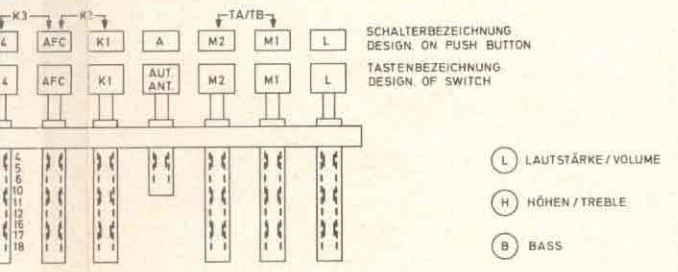 K3 K2 TA/TB
4 AFC K1 A M2 M1 L
SCHALTERBEZEICHNUNG
DESIGN. ON PUSH BUTTON
4 AFC K1 AUT. ANT. M2 M1 L
TASTENBEZEICHNUNG
DESIGN. OF SWITCH
4
5
6
10
11
12
16
17
18
L LAUTSTÄRKE / VOLUME
H HÖHEN / TREBLE
B BASS